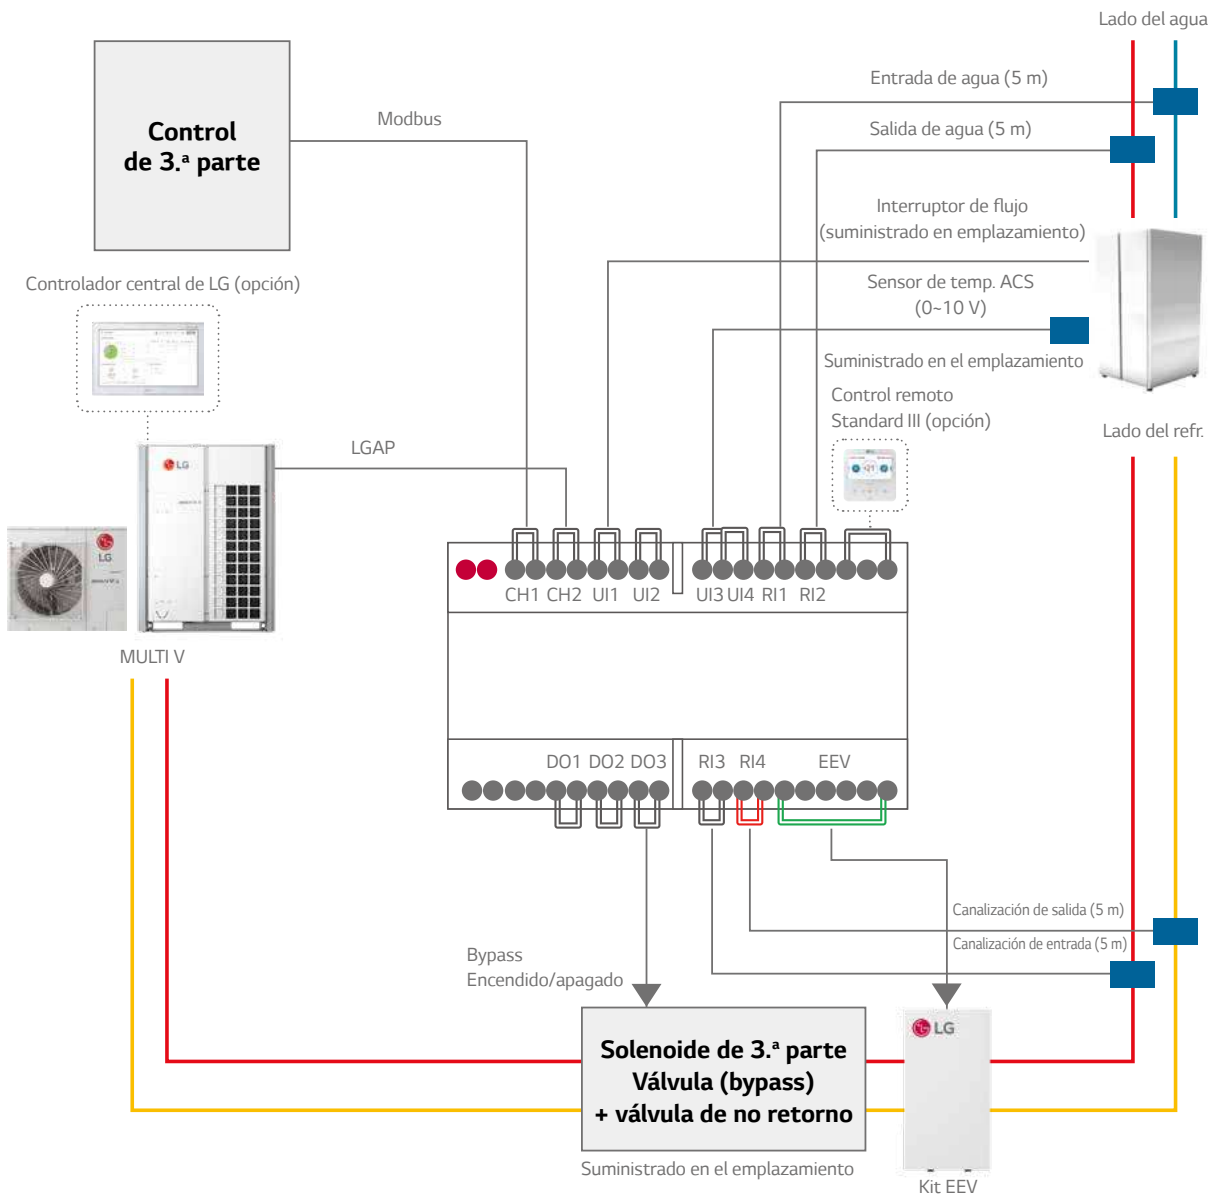 Lado del agua
Entrada de agua (5 m)
Control
de 3.ª parte
Modbus
Salida de agua (5 m)
Interruptor de flujo
(suministrado en emplazamiento)
Controlador central de LG (opción)
Sensor de temp. ACS
(0~10 V)
Suministrado en el emplazamiento
Control remoto
Standard III (opción)
Lado del refr.
LGAP
LG
LG
MULTI V
CH1 CH2 UI1 UI2 UI3 UI4 RI1 RI2
DO1 DO2 DO3 RI3 RI4 EEV
Canalización de salida (5 m)
Canalización de entrada (5 m)
Bypass
Encendido/apagado
LG
Solenoide de 3.ª parte
Válvula (bypass)
+ válvula de no retorno
Suministrado en el emplazamiento
Kit EEV